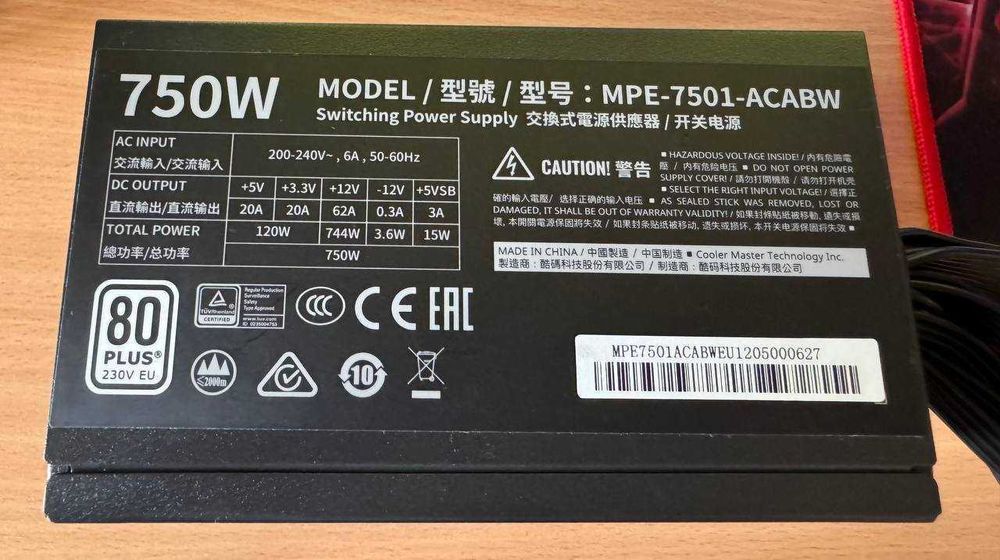 750W
MODEL / 型號 / 型号：MPE-7501-ACABW
Switching Power Supply 交換式電源供應器 / 开关电源
AC INPUT
交流輸入/交流输入
200-240V~ , 6A , 50-60Hz
DC OUTPUT
直流輸出/直流输出
+5V +3.3V +12V -12V +5VSB
20A 20A 62A 0.3A 3A
TOTAL POWER
總功率/总功率
120W 744W 3.6W 15W
750W
CAUTION! 警告
■ HAZARDOUS VOLTAGE INSIDE! / 內有危險電
壓 / 内有危险电压 ■ DO NOT OPEN POWER
SUPPLY COVER! / 請勿打開機殼 / 请勿打开机壳
■ SELECT THE RIGHT INPUT VOLTAGE! / 選擇正
確的輸入電壓 / 选择正确的输入电压 ■ AS SEALED STICK WAS REMOVED, LOST OR
DAMAGED, IT SHALL BE OUT OF WARRANTY VALIDITY! / 如果封條貼紙被移動, 遺失或損
壞, 本開關電源保固將失效 / 如果封条贴纸被移动, 遗失或损坏, 本开关电源保固将失效 ■
MADE IN CHINA / 中國製造 / 中国制造 ■ Cooler Master Technology Inc.
製造商：酷碼科技股份有限公司 / 制造商：酷码科技股份有限公司
80
PLUS®
230V EU
TÜVRheinland
CERTIFIED
Regular Production
Surveillance
Safety
Type Approved
www.tuv.com
ID 0235004753
CCC
CE
EAC
≤2000m
10
MPE7501ACABWEU1205000627